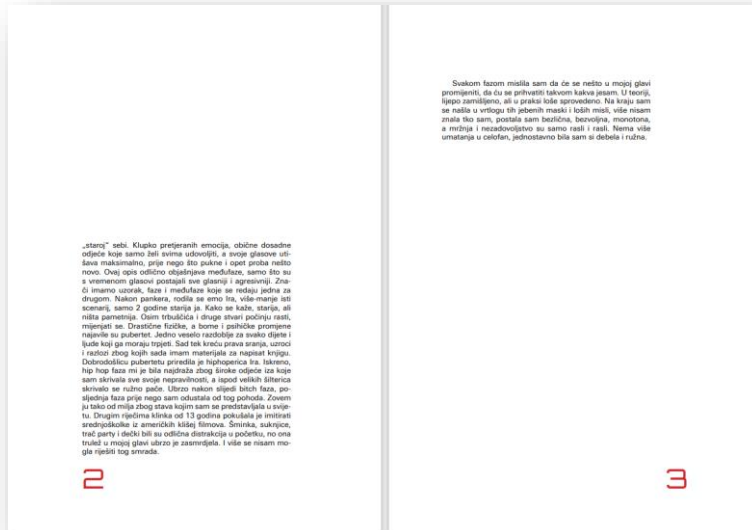 „staroj" sebi. Klupko pretjeranih emocija, obične dosadne
odjeće koje samo želi svima udovoljiti, a svoje glasove uti-
šava maksimalno, prije nego što pukne i opet proba nešto
novo. Ovaj opis odlično objašnjava međufaze, samo što su
s vremenom glasovi postajali sve glasniji i agresivniji. Zna-
či imamo uzorak, faze i međufaze koje se redaju jedna za
drugom. Nakon pankera, rodila se emo Ira, više-manje isti
scenarij, samo 2 godine starija ja. Kako se kaže, starija, ali
ništa pametnija. Osim trbuščića i druge stvari počinju rasti,
mijenjati se. Drastične fizičke, a bome i psihičke promjene
najavile su pubertet. Jedno veselo razdoblje za svako dijete i
ljude koji ga moraju trpjeti. Sad tek kreću prava sranja, uzroci
i razlozi zbog kojih sada imam materijala za napisat knjigu.
Dobrodošlicu pubertetu priredila je hiphoperica Ira. Iskreno,
hip hop faza mi je bila najdraža zbog široke odjeće iza koje
sam skrivala sve svoje nepravilnosti, a ispod velikih šilterica
skrivalo se ružno pače. Ubrzo nakon slijedi bitch faza, po-
sljednja faza prije nego sam odustala od tog pohoda. Zovem
ju tako od milja zbog stava kojim sam se predstavljala u svije-
tu. Drugim riječima klinka od 13 godina pokušala je imitirati
srednjoškolke iz američkih klišej filmova. Šminka, suknjice,
trač party i dečki bili su odlična distrakcija u početku, no ona
trulež u mojoj glavi ubrzo je zasmrdjela. I više se nisam mo-
gla riješiti tog smrada.
2
Svakom fazom mislila sam da će se nešto u mojoj glavi
promijeniti, da ću se prihvatiti takvom kakva jesam. U teoriji,
lijepo zamišljeno, ali u praksi loše sprovedeno. Na kraju sam
se našla u vrtlogu tih jebenih maski i loših misli, više nisam
znala tko sam, postala sam bezlična, bezvoljna, monotona,
a mržnja i nezadovoljstvo su samo rasli i rasli. Nema više
umatanja u celofan, jednostavno bila sam si debela i ružna.
3